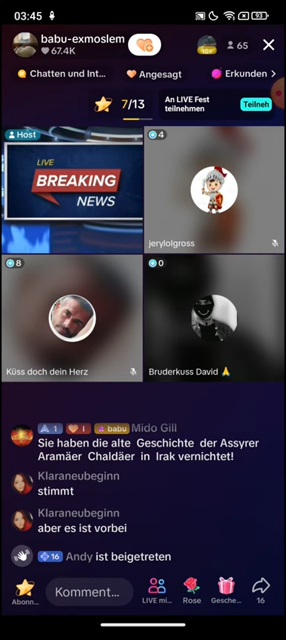 03:45
93
babu-exmoslem
67.4K
65
Chatten und Int...
Angesagt
Erkunden
7/13
An LIVE Fest
teilnehmen
Teilneh
Host
LIVE
BREAKING
NEWS
4
jerylolgross
8
Küss doch dein Herz
0
Bruderkuss David 🙏
1 babu Mido Gill
Sie haben die alte Geschichte der Assyrer
Aramäer Chaldäer in Irak vernichtet!
Klaraneubeginn
stimmt
Klaraneubeginn
aber es ist vorbei
16 Andy ist beigetreten
Abonn...
Komment...
LIVE mi...
Rose
Gesche...
16